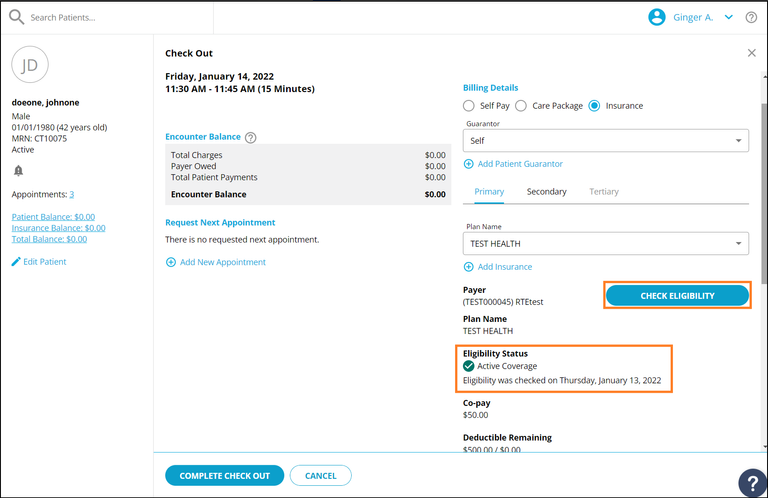 Search Patients...
Ginger A.
?
JD
doeone, johnone
Male
01/01/1980 (42 years old)
MRN: CT10075
Active
Appointments: 3
Patient Balance: $0.00
Insurance Balance: $0.00
Total Balance: $0.00
Edit Patient
Check Out
Friday, January 14, 2022
11:30 AM - 11:45 AM (15 Minutes)
Encounter Balance ?
Total Charges $0.00
Payer Owed $0.00
Total Patient Payments $0.00
Encounter Balance $0.00
Request Next Appointment
There is no requested next appointment.
Add New Appointment
Billing Details
Self Pay Care Package Insurance
Guarantor
Self
Add Patient Guarantor
Primary Secondary Tertiary
Plan Name
TEST HEALTH
Add Insurance
Payer
(TEST000045) RTEtest
CHECK ELIGIBILITY
Plan Name
TEST HEALTH
Eligibility Status
Active Coverage
Eligibility was checked on Thursday, January 13, 2022
Co-pay
$50.00
Deductible Remaining
$500.00 / $0.00
COMPLETE CHECK OUT CANCEL
?